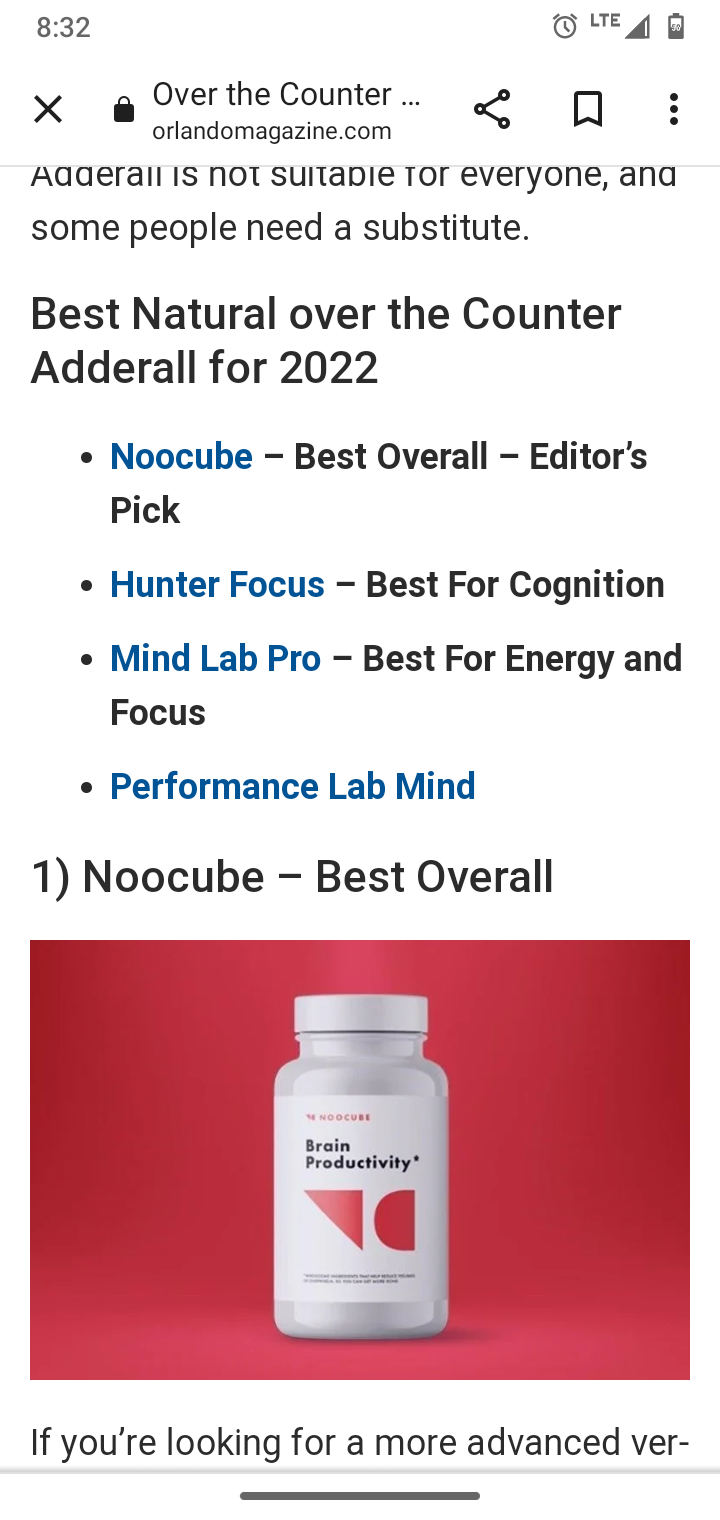 8:32
LTE
50
Over the Counter ...
orlandomagazine.com
Adderall is not suitable for everyone, and
some people need a substitute.
Best Natural over the Counter
Adderall for 2022
• Noocube – Best Overall – Editor’s
Pick
• Hunter Focus – Best For Cognition
• Mind Lab Pro – Best For Energy and
Focus
• Performance Lab Mind
1) Noocube – Best Overall
NOOCUBE
Brain
Productivity*
If you’re looking for a more advanced ver-